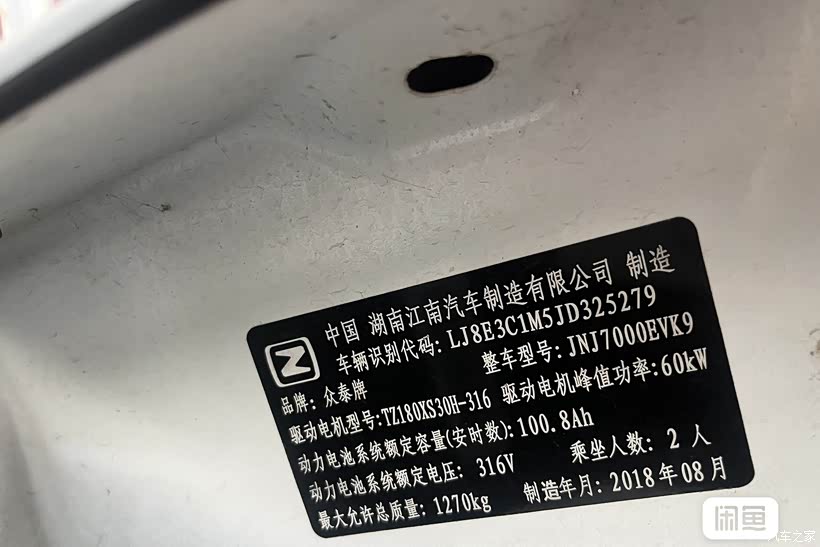 中国 湖南江南汽车制造有限公司 制造
车辆识别代码: LJ8E3C1M5JD325279
品牌: 众泰牌 整车型号: JNJ7000EVK9
驱动电机型号:TZ180XS30H-316 驱动电机峰值功率:60kW
动力电池系统额定容量(安时数): 100.8Ah
动力电池系统额定电压: 316V 乘坐人数: 2 人
最大允许总质量: 1270kg 制造年月: 2018年08月
闲鱼
汽车之家